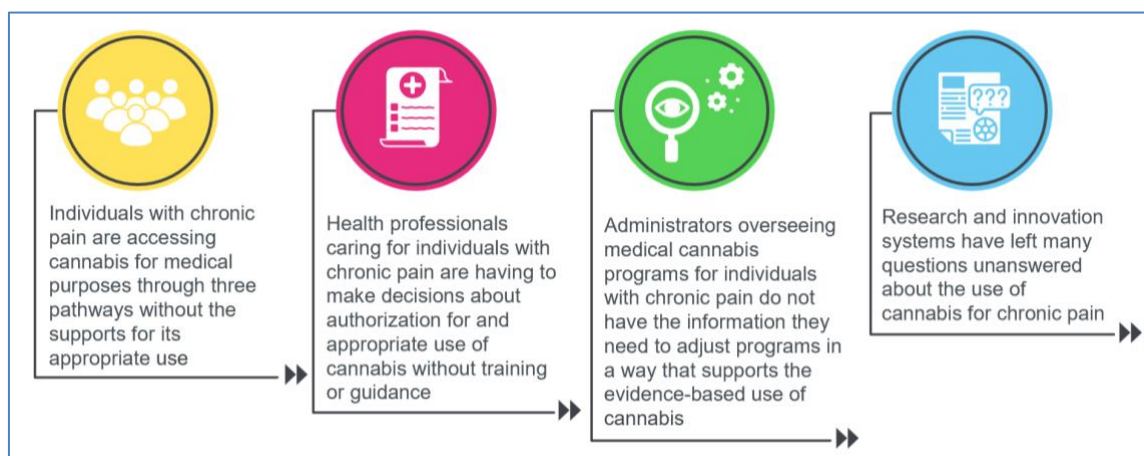 Individuals with chronic
pain are accessing
cannabis for medical
purposes through three
pathways without the
supports for its
appropriate use
Health professionals
caring for individuals with
chronic pain are having to
make decisions about
authorization for and
appropriate use of
cannabis without training
or guidance
Administrators overseeing
medical cannabis
programs for individuals
with chronic pain do not
have the information they
need to adjust programs in
a way that supports the
evidence-based use of
cannabis
???
Research and innovation
systems have left many
questions unanswered
about the use of
cannabis for chronic pain